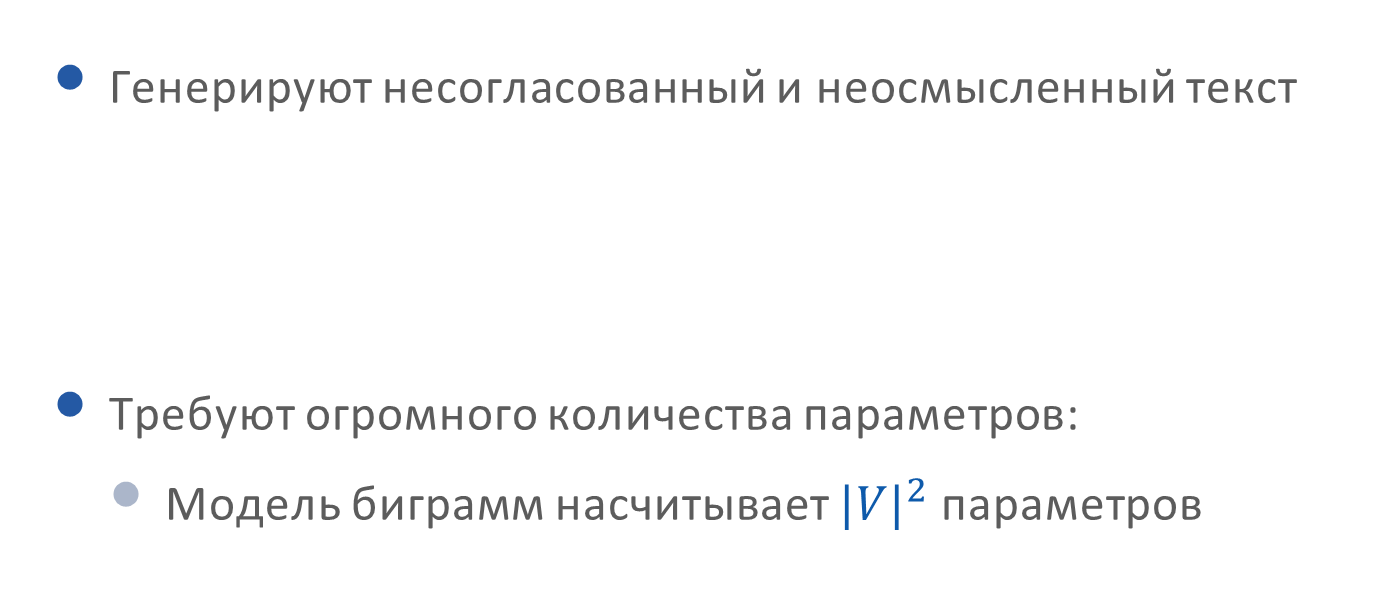 • Генерируют несогласованный и неосмысленный текст
• Требуют огромного количества параметров:
• Модель биграмм насчитывает |V|² параметров